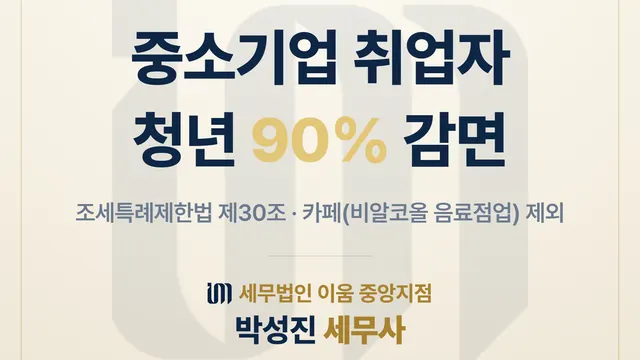 중소기업 취업자
청년 90% 감면
조세특례제한법 제30조 · 카페(비알코올 음료점업) 제외
세무법인 이움 중앙지점
박성진 세무사